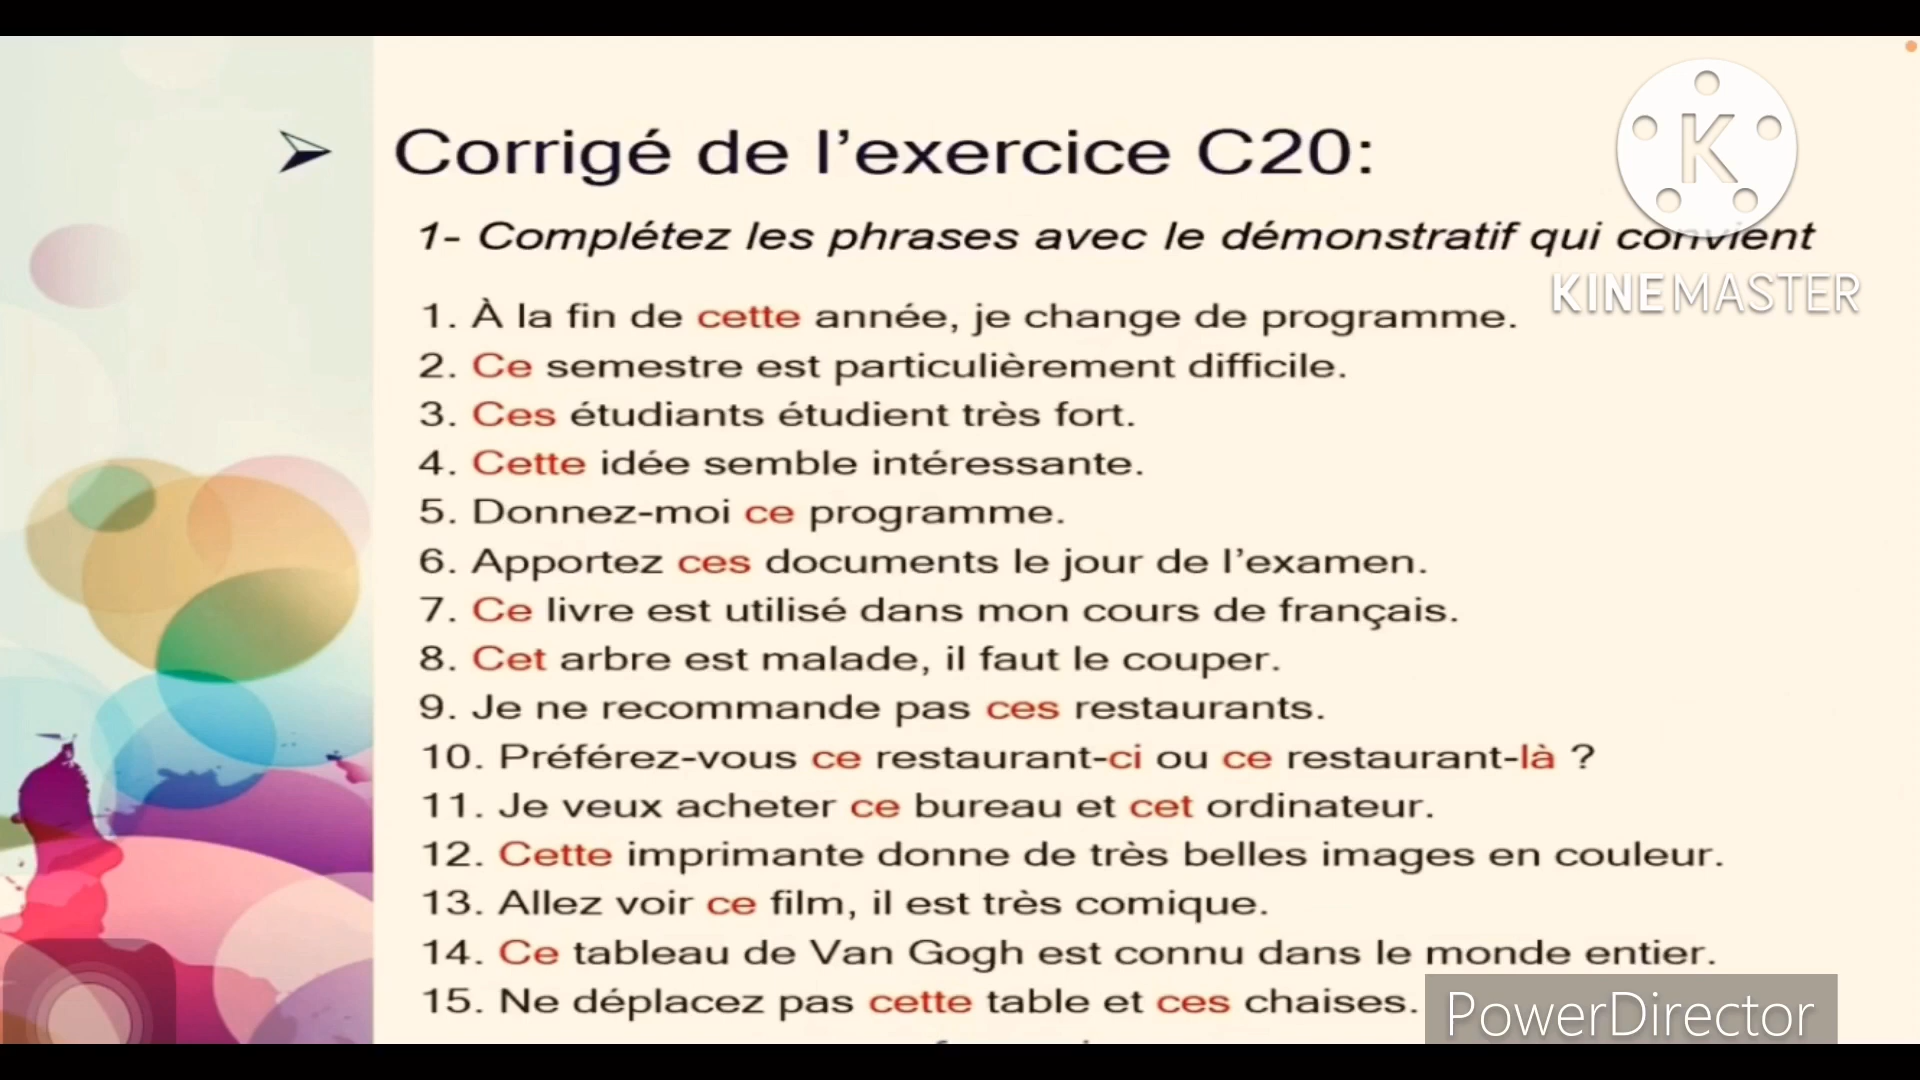 ➢ Corrigé de l’exercice C20:
K
1- Complétez les phrases avec le démonstratif qui convient
KINEMASTER
1. À la fin de cette année, je change de programme.
2. Ce semestre est particulièrement difficile.
3. Ces étudiants étudient très fort.
4. Cette idée semble intéressante.
5. Donnez-moi ce programme.
6. Apportez ces documents le jour de l’examen.
7. Ce livre est utilisé dans mon cours de français.
8. Cet arbre est malade, il faut le couper.
9. Je ne recommande pas ces restaurants.
10. Préférez-vous ce restaurant-ci ou ce restaurant-là ?
11. Je veux acheter ce bureau et cet ordinateur.
12. Cette imprimante donne de très belles images en couleur.
13. Allez voir ce film, il est très comique.
14. Ce tableau de Van Gogh est connu dans le monde entier.
15. Ne déplacez pas cette table et ces chaises.
PowerDirector